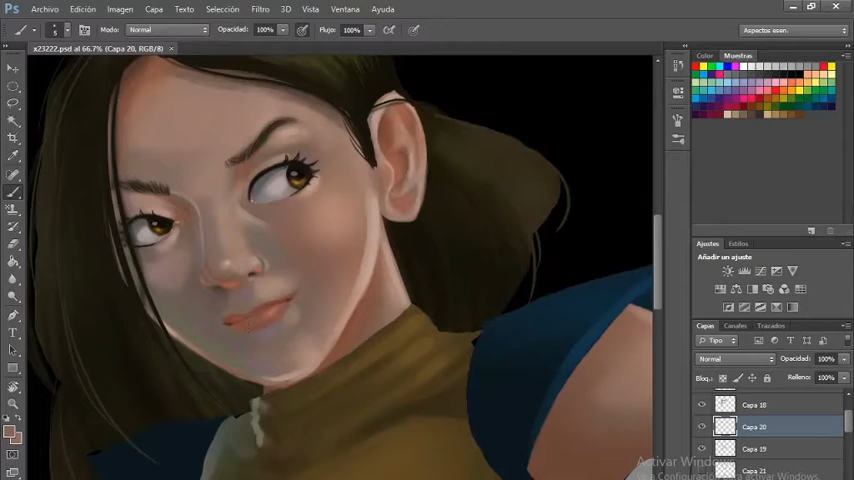 Ps Archivo Edición Imagen Capa Texto Selección Filtro 3D Vista Ventana Ayuda
5 Modo: Normal Opacidad: 100% Flujo: 100% Aspectos esen.
x23222.psd al 66.7% (Capa 20, RGB/8)
Color Muestras
Ajustes Estilos
Añadir un ajuste
Capas Canales Trazados
Tipo
Normal Opacidad: 100%
Bloq.: Relleno: 100%
Capa 18
Capa 20
Capa 19
Capa 21
Activar Windows
ve a Configuración para activar Windows